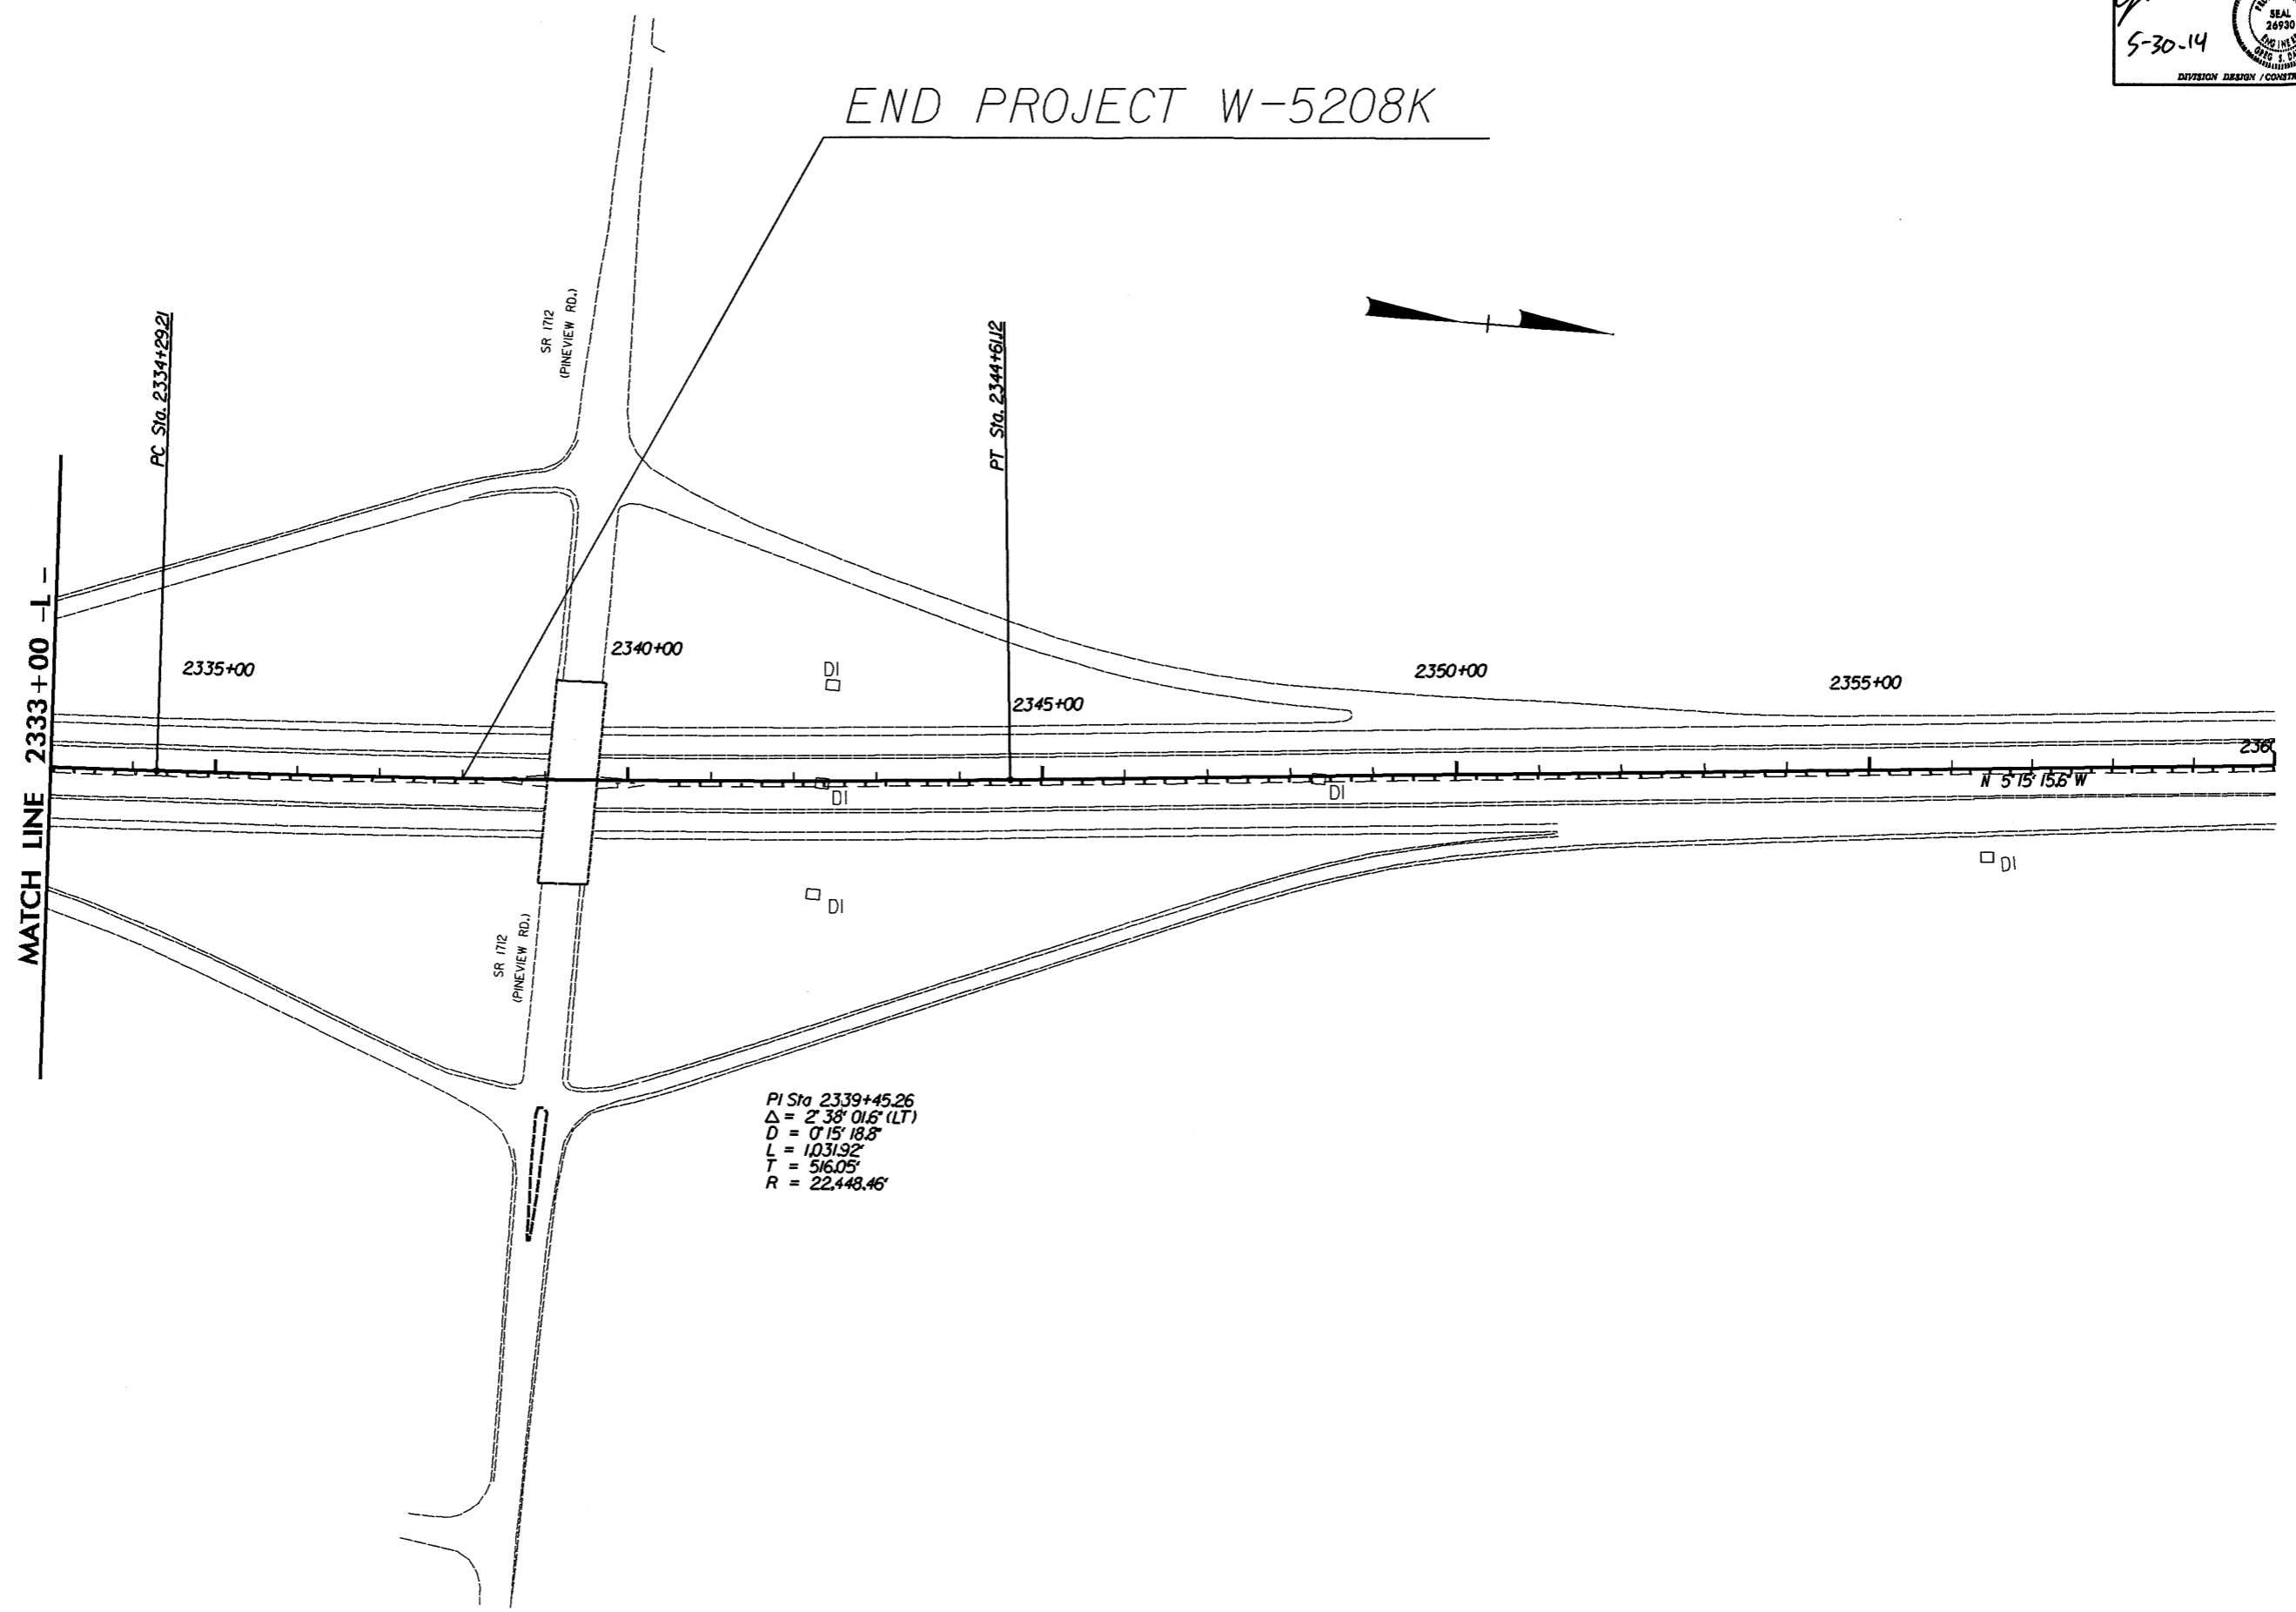 SEAL
26930
5-30-14
DIVISION DESIGN / CONSTR
END PROJECT W-5208K
SR 1712
(PINEVIEW RD.)
PC Sta. 2334+29.21
PT Sta. 2344+61.12
MATCH LINE 2333+00 -L-
2335+00
2340+00
DI
2345+00
2350+00
2355+00
236
N 5° 15' 15.6" W
DI
DI
DI
DI
SR 1712
(PINEVIEW RD.)
PI Sta 2339+45.26
Δ = 2° 38' 01.6" (LT)
D = 0° 15' 18.8"
L = 1,031.92'
T = 516.05'
R = 22,448.46'